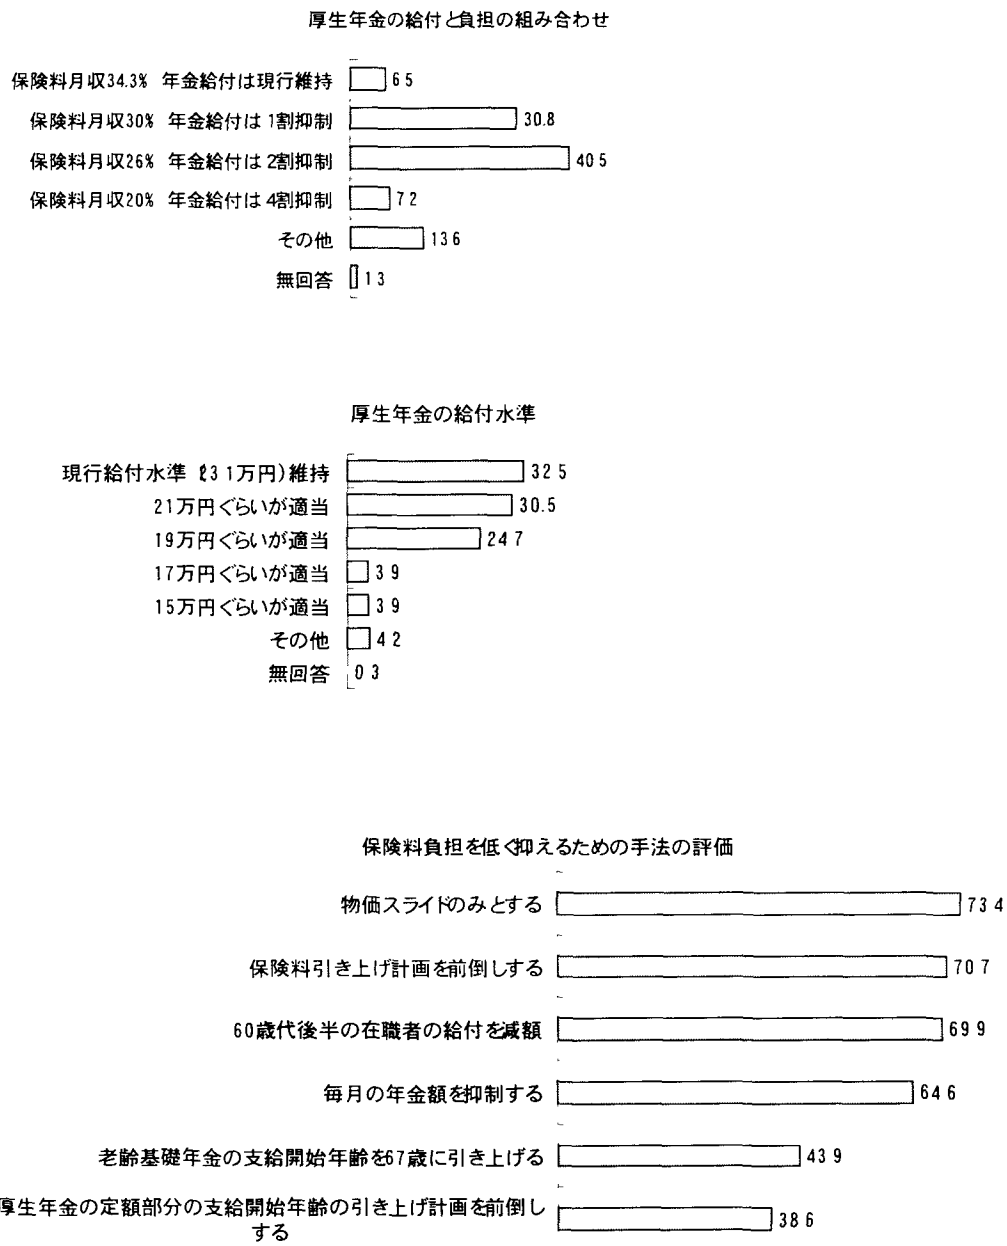 厚生年金の給付と負担の組み合わせ
保険料月収34.3% 年金給付は現行維持 6 5
保険料月収30% 年金給付は1割抑制 30.8
保険料月収26% 年金給付は2割抑制 40 5
保険料月収20% 年金給付は4割抑制 7 2
その他 13 6
無回答 1 3
厚生年金の給付水準
現行給付水準(23 1万円)維持 32 5
21万円ぐらいが適当 30.5
19万円ぐらいが適当 24 7
17万円ぐらいが適当 3 9
15万円ぐらいが適当 3 9
その他 4 2
無回答 0 3
保険料負担を低く抑えるための手法の評価
物価スライドのみとする 73 4
保険料引き上げ計画を前倒しする 70 7
60歳代後半の在職者の給付を減額 69 9
毎月の年金額を抑制する 64 6
老齢基礎年金の支給開始年齢を67歳に引き上げる 43 9
厚生年金の定額部分の支給開始年齢の引き上げ計画を前倒し
する 38 6